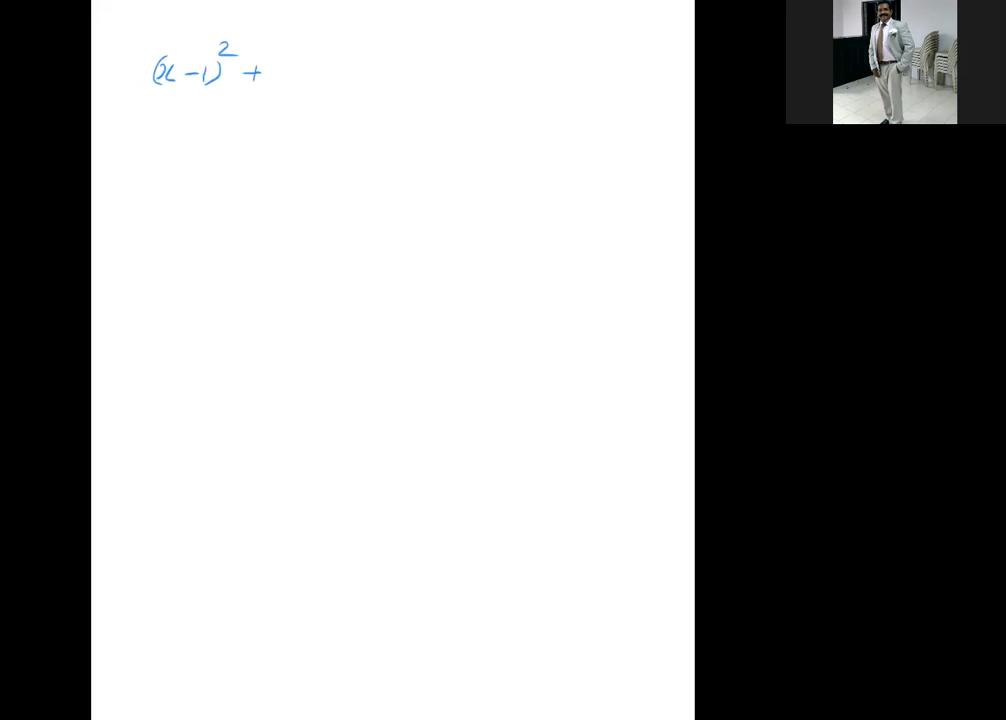 (x - 1)² +